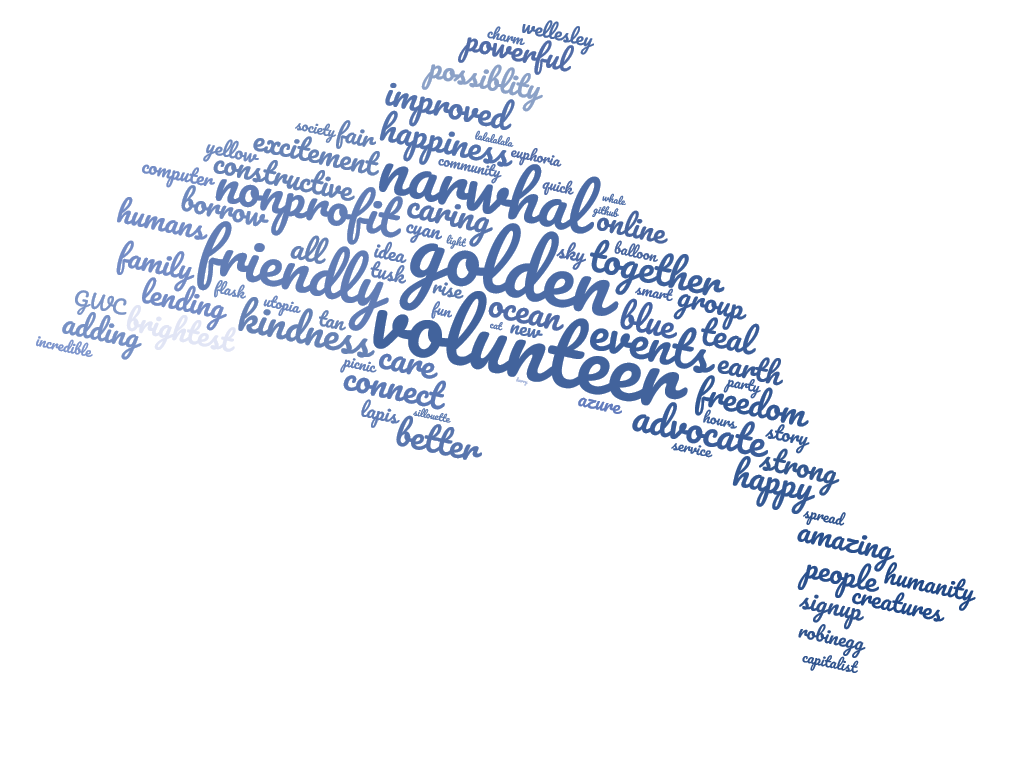 wellesley
charm
powerful
possiblity
improved
society
fair
happiness
lalalalala
euphoria
yellow
excitement
community
computer
constructive
narwhal
quick
whale
github
borrow
nonprofit
caring
online
humans
cyan
light
all
idea
golden
sky
balloon
together
family
friendly
tusk
smart
group
GWC
lending
flask
utopia
rise
ocean
blue
teal
adding
brightest
kindness
tan
fun
volunteer
cat
new
events
earth
incredible
picnic
care
party
connect
azure
freedom
lapis
sillouette
advocate
hours
story
better
service
strong
happy
spread
amazing
people
humanity
signup
creatures
robinegg
capitalist